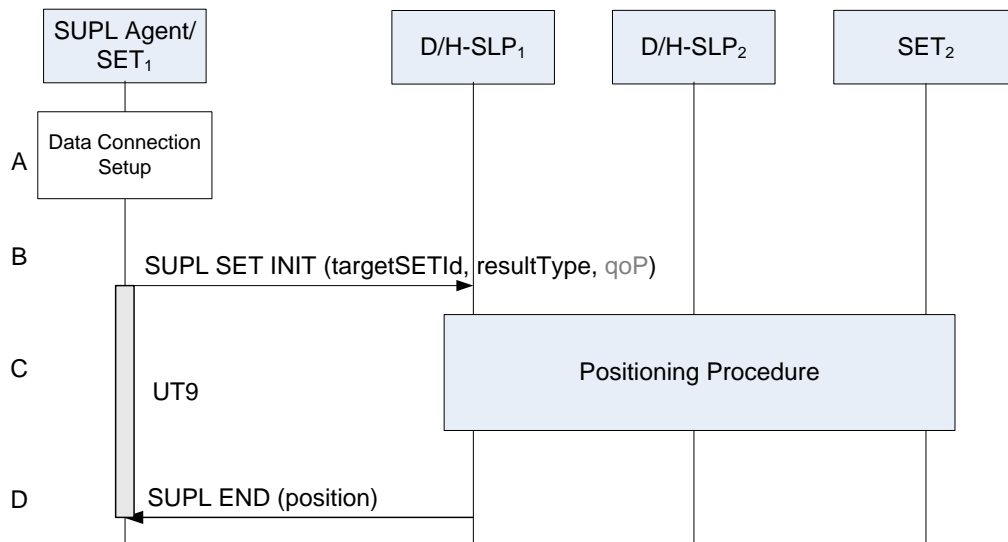 SUPL Agent/
SET₁
D/H-SLP₁
D/H-SLP₂
SET₂
A
Data Connection
Setup
B
SUPL SET INIT (targetSETId, resultType, qoP)
C
Positioning Procedure
UT9
D
SUPL END (position)